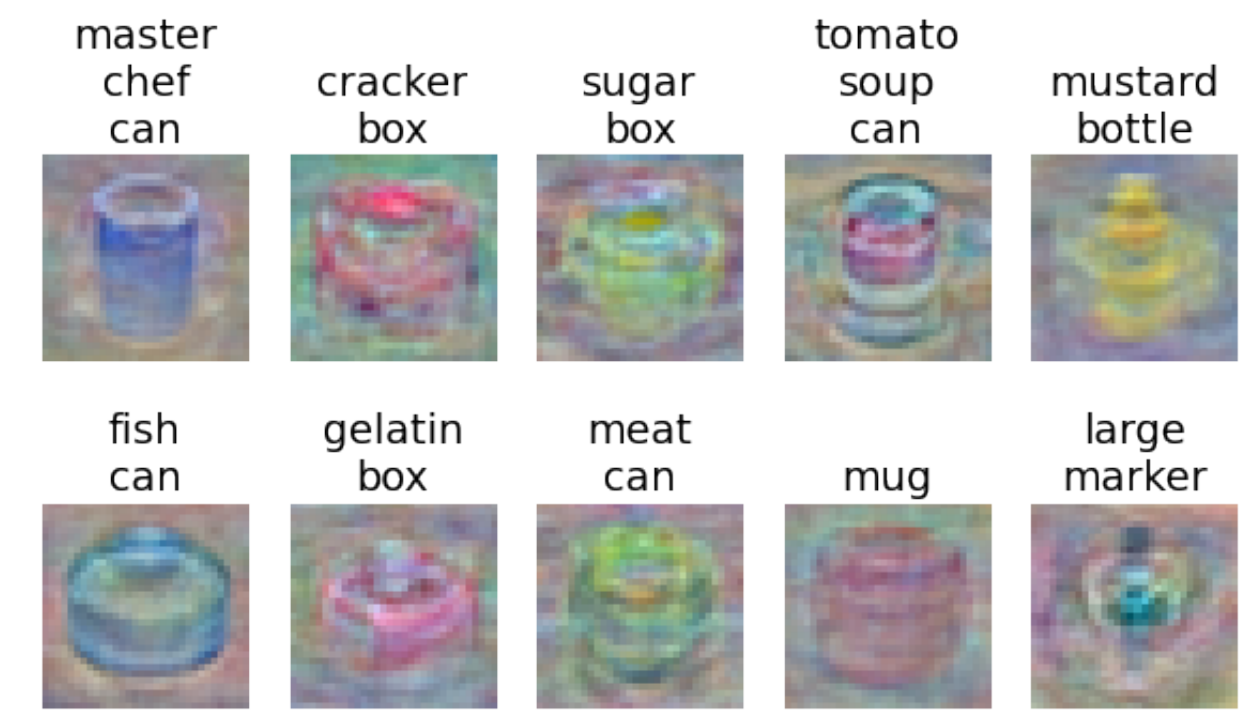 master
chef
can
cracker
box
sugar
box
tomato
soup
can
mustard
bottle
fish
can
gelatin
box
meat
can
mug
large
marker